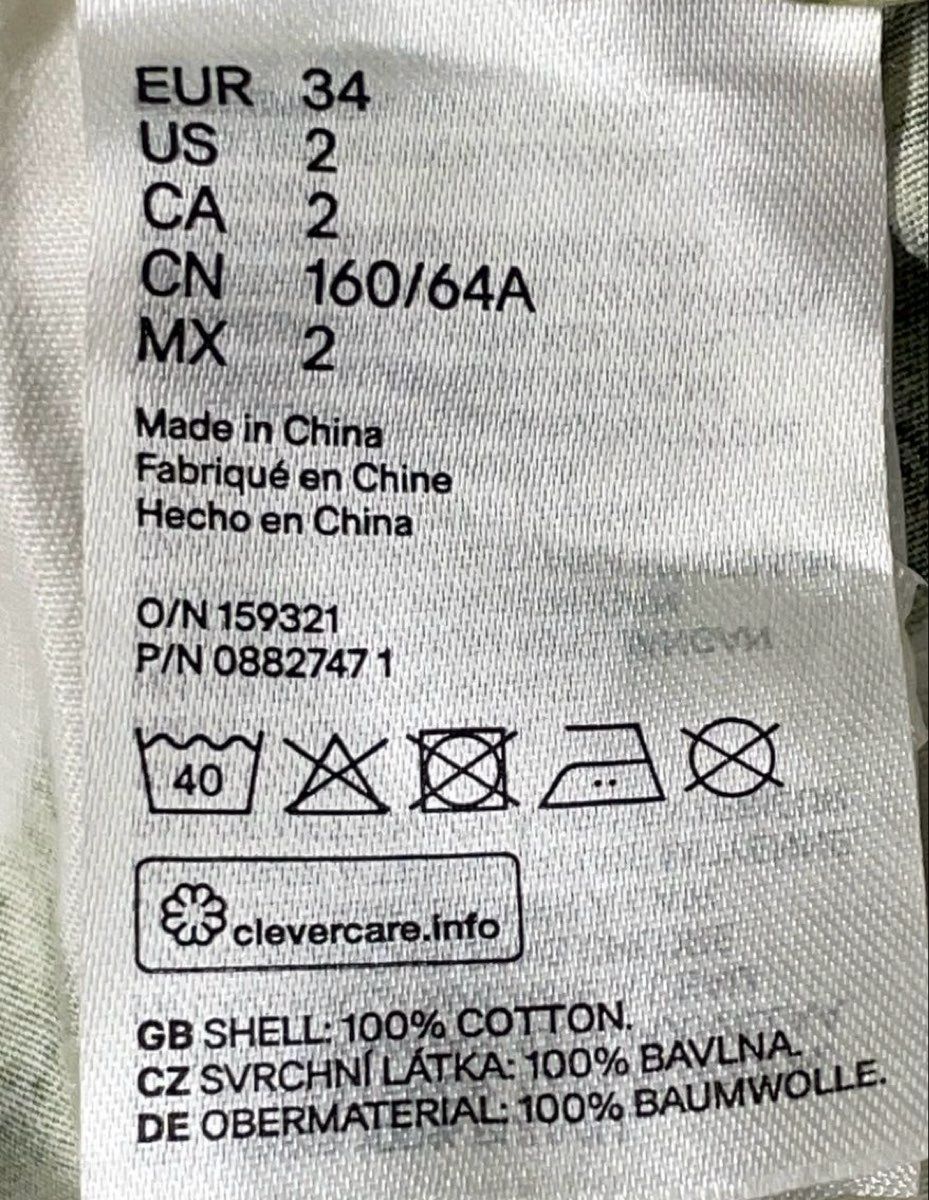 EUR 34
US 2
CA 2
CN 160/64A
MX 2
Made in China
Fabriqué en Chine
Hecho en China
O/N 159321
P/N 0882747 1
40
clevercare.info
GB SHELL: 100% COTTON.
CZ SVRCHNÍ LÁTKA: 100% BAVLNA.
DE OBERMATERIAL: 100% BAUMWOLLE.